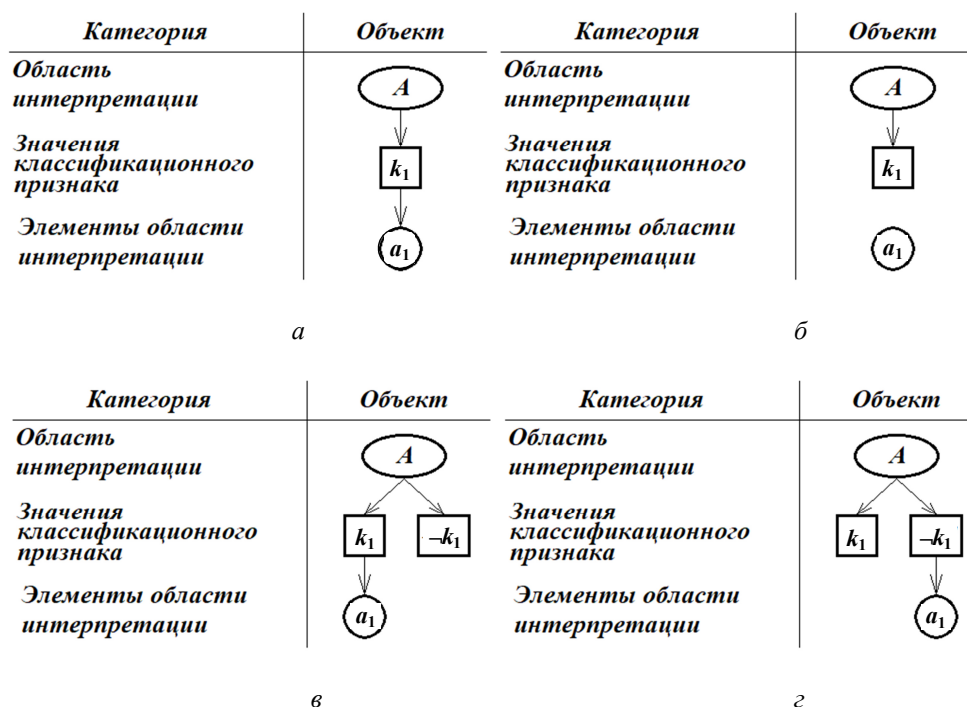 Категория Объект
Область
интерпретации
A
Значения
классификационного
признака
k1
Элементы области
интерпретации
a1
а
Категория Объект
Область
интерпретации
A
Значения
классификационного
признака
k1
Элементы области
интерпретации
a1
б
Категория Объект
Область
интерпретации
A
Значения
классификационного
признака
k1 ¬k1
Элементы области
интерпретации
a1
в
Категория Объект
Область
интерпретации
A
Значения
классификационного
признака
k1 ¬k1
Элементы области
интерпретации
a1
г